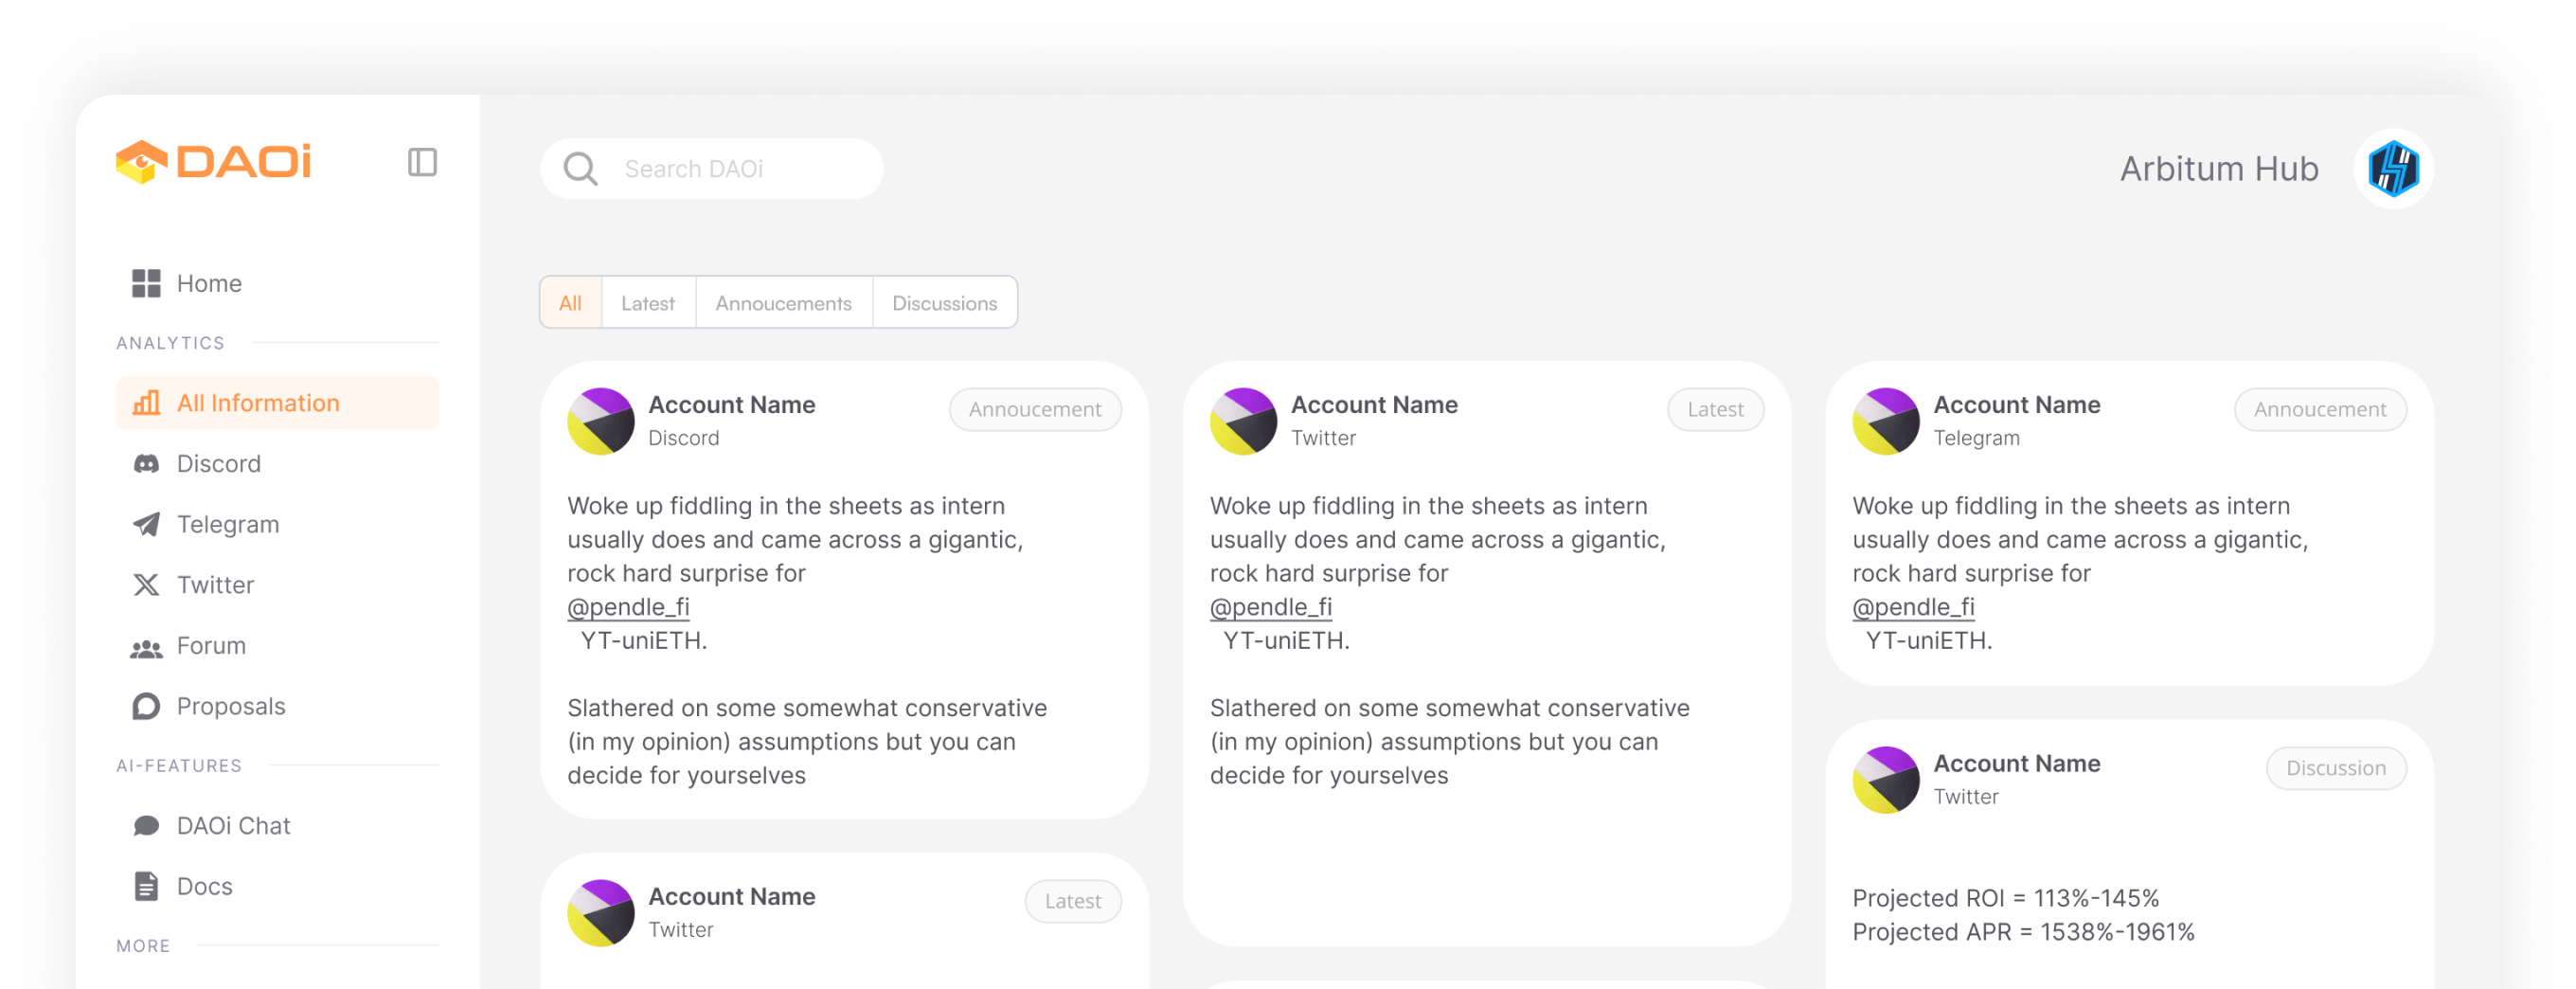 DAOi
Home
ANALYTICS
All Information
Discord
Telegram
Twitter
Forum
Proposals
AI-FEATURES
DAOi Chat
Docs
MORE
Search DAOi
Arbitum Hub
All
Latest
Annoucements
Discussions
Account Name
Discord
Annoucement
Woke up fiddling in the sheets as intern
usually does and came across a gigantic,
rock hard surprise for
@pendle_fi
YT-uniETH.
Slathered on some somewhat conservative
(in my opinion) assumptions but you can
decide for yourselves
Account Name
Twitter
Latest
Account Name
Twitter
Latest
Woke up fiddling in the sheets as intern
usually does and came across a gigantic,
rock hard surprise for
@pendle_fi
YT-uniETH.
Slathered on some somewhat conservative
(in my opinion) assumptions but you can
decide for yourselves
Account Name
Telegram
Annoucement
Woke up fiddling in the sheets as intern
usually does and came across a gigantic,
rock hard surprise for
@pendle_fi
YT-uniETH.
Account Name
Twitter
Discussion
Projected ROI = 113%-145%
Projected APR = 1538%-1961%